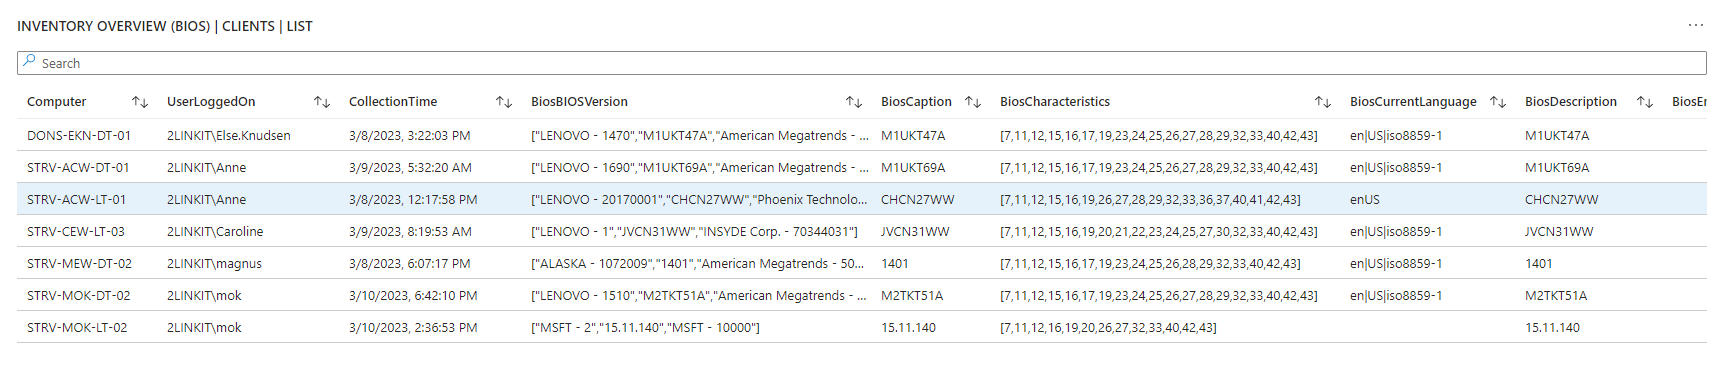 INVENTORY OVERVIEW (BIOS) | CLIENTS | LIST
Search
Computer UserLoggedOn CollectionTime BiosBIOSVersion BiosCaption BiosCharacteristics BiosCurrentLanguage BiosDescription BiosEr
DONS-EKN-DT-01 2LINKIT\Else.Knudsen 3/8/2023, 3:22:03 PM ["LENOVO - 1470","M1UKT47A","American Megatrends - ... M1UKT47A [7,11,12,15,16,17,19,23,24,25,26,27,28,29,32,33,40,42,43] en|US|iso8859-1 M1UKT47A
STRV-ACW-DT-01 2LINKIT\Anne 3/9/2023, 5:32:20 AM ["LENOVO - 1690","M1UKT69A","American Megatrends - ... M1UKT69A [7,11,12,15,16,17,19,23,24,25,26,27,28,29,32,33,40,42,43] en|US|iso8859-1 M1UKT69A
STRV-ACW-LT-01 2LINKIT\Anne 3/8/2023, 12:17:58 PM ["LENOVO - 20170001","CHCN27WW","Phoenix Technolo... CHCN27WW [7,11,12,15,16,19,26,27,28,29,32,33,36,37,40,41,42,43] enUS CHCN27WW
STRV-CEW-LT-03 2LINKIT\Caroline 3/9/2023, 8:19:53 AM ["LENOVO - 1","JVCN31WW","INSYDE Corp. - 70344031"] JVCN31WW [7,11,12,15,16,19,20,21,22,23,24,25,27,30,32,33,40,42,43] en|US|iso8859-1 JVCN31WW
STRV-MEW-DT-02 2LINKIT\magnus 3/8/2023, 6:07:17 PM ["ALASKA - 1072009","1401","American Megatrends - 50... 1401 [7,11,12,15,16,17,19,23,24,25,26,28,29,32,33,40,42,43] en|US|iso8859-1 1401
STRV-MOK-DT-02 2LINKIT\mok 3/10/2023, 6:42:10 PM ["LENOVO - 1510","M2TKT51A","American Megatrends - ... M2TKT51A [7,11,12,15,16,17,19,23,24,25,26,27,28,29,32,33,40,42,43] en|US|iso8859-1 M2TKT51A
STRV-MOK-LT-02 2LINKIT\mok 3/10/2023, 2:36:53 PM ["MSFT - 2","15.11.140","MSFT - 10000"] 15.11.140 [7,11,12,16,19,20,26,27,32,33,40,42,43] 15.11.140